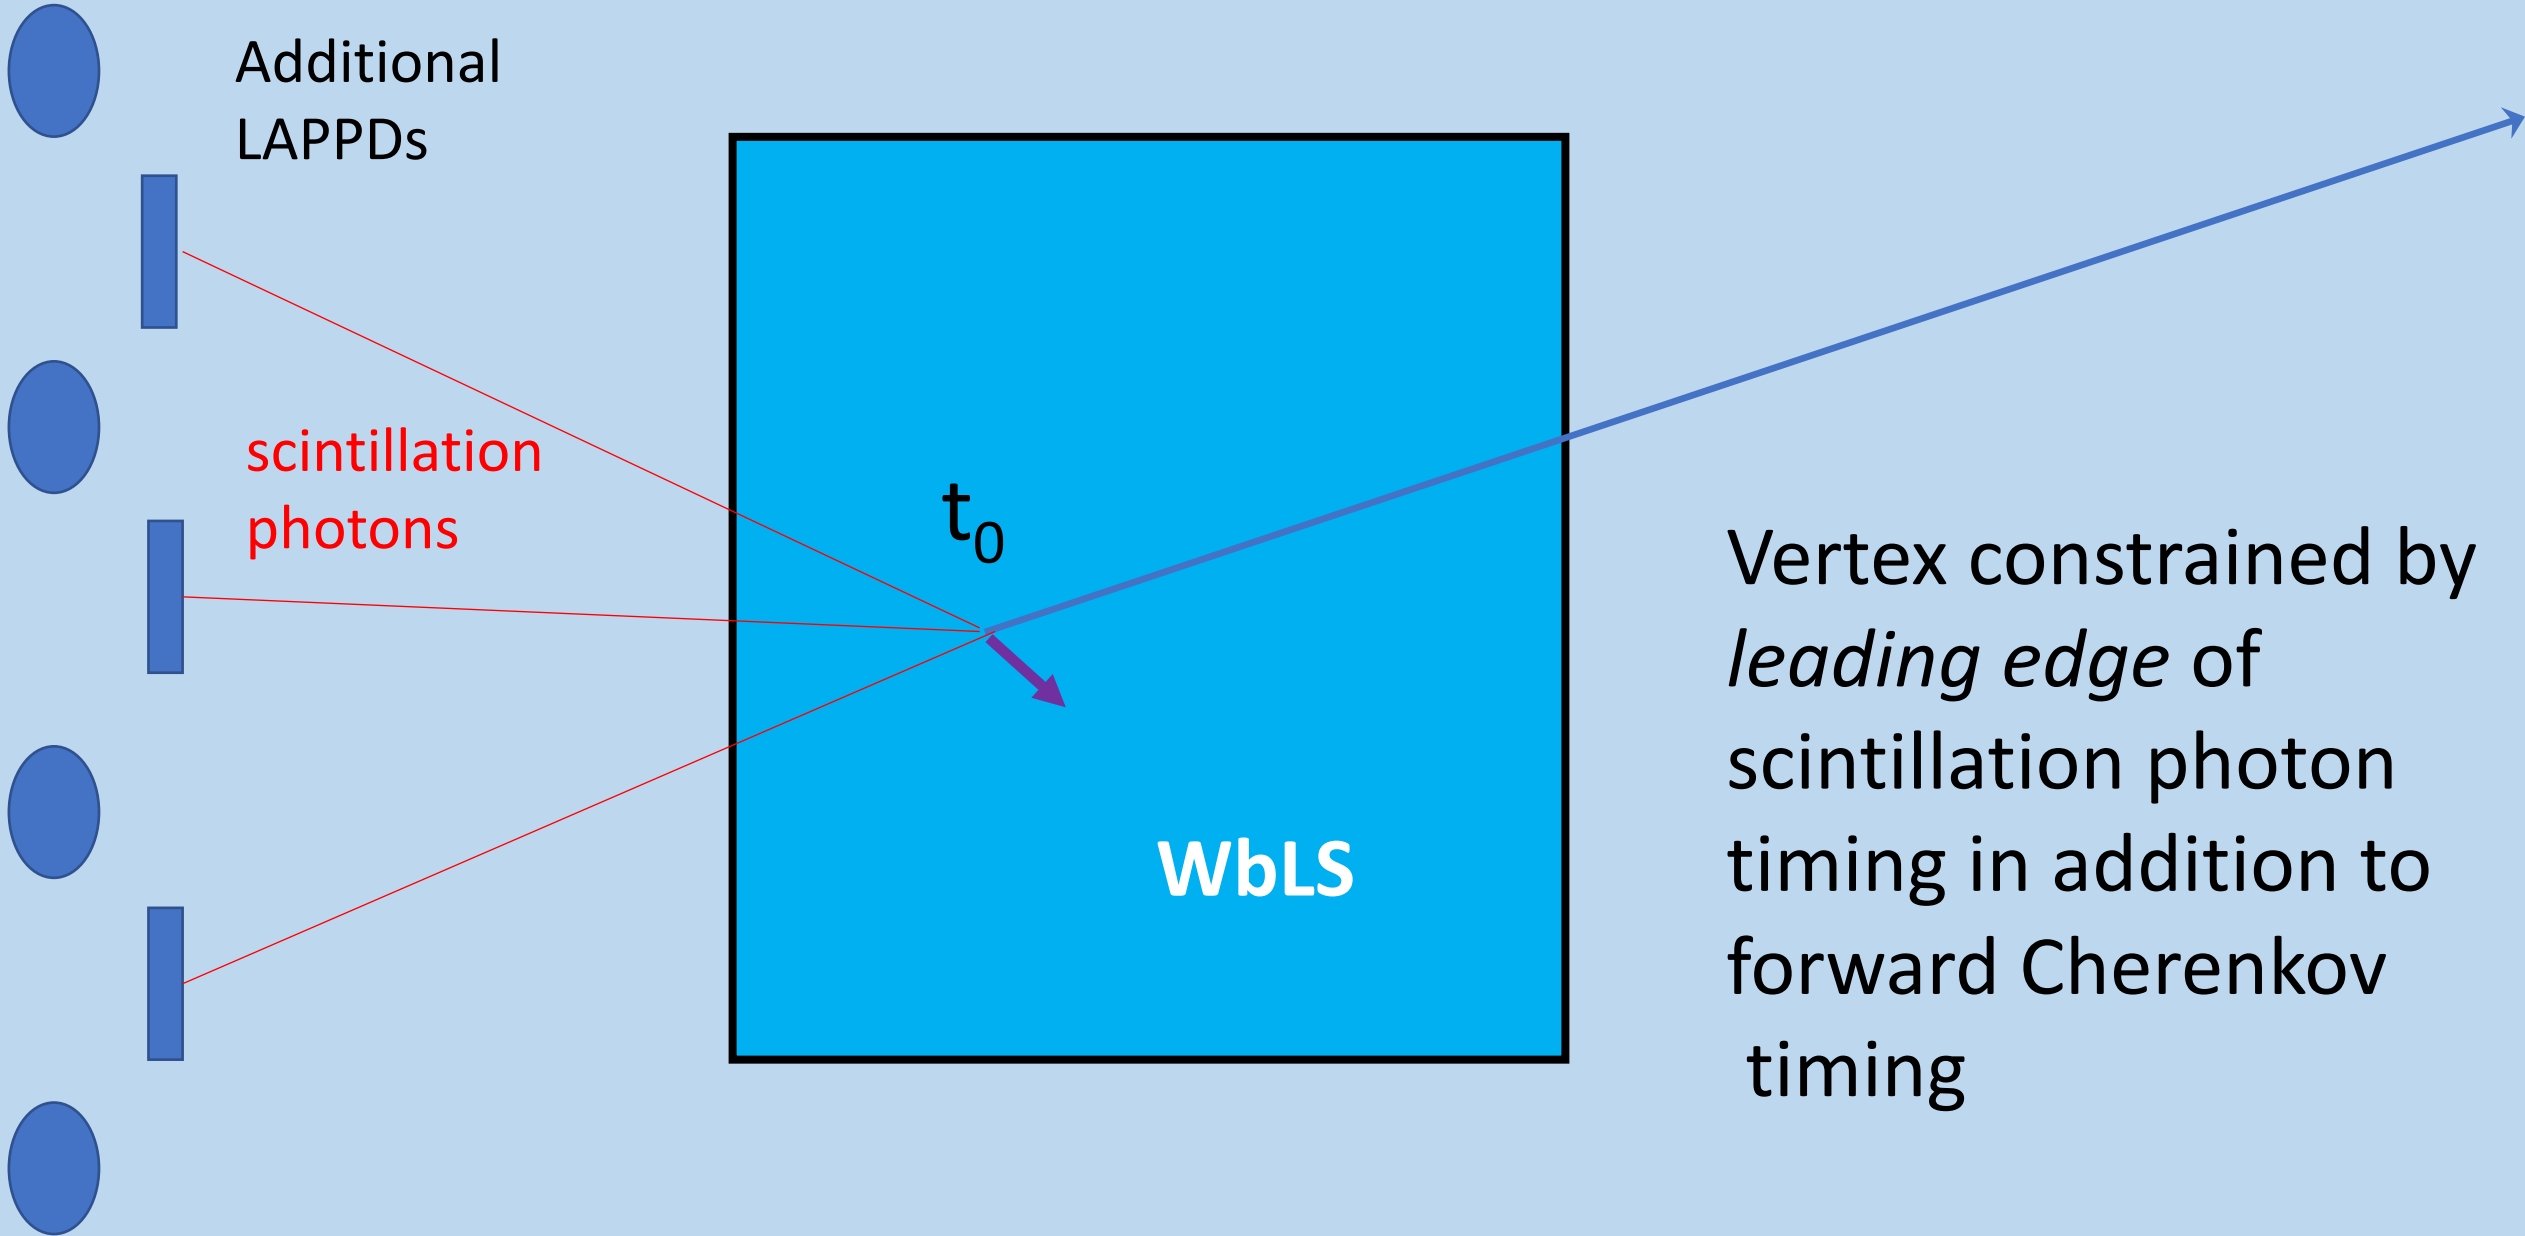 Additional
LAPPDs
scintillation
photons
t₀
WbLS
Vertex constrained by
leading edge of
scintillation photon
timing in addition to
forward Cherenkov
timing